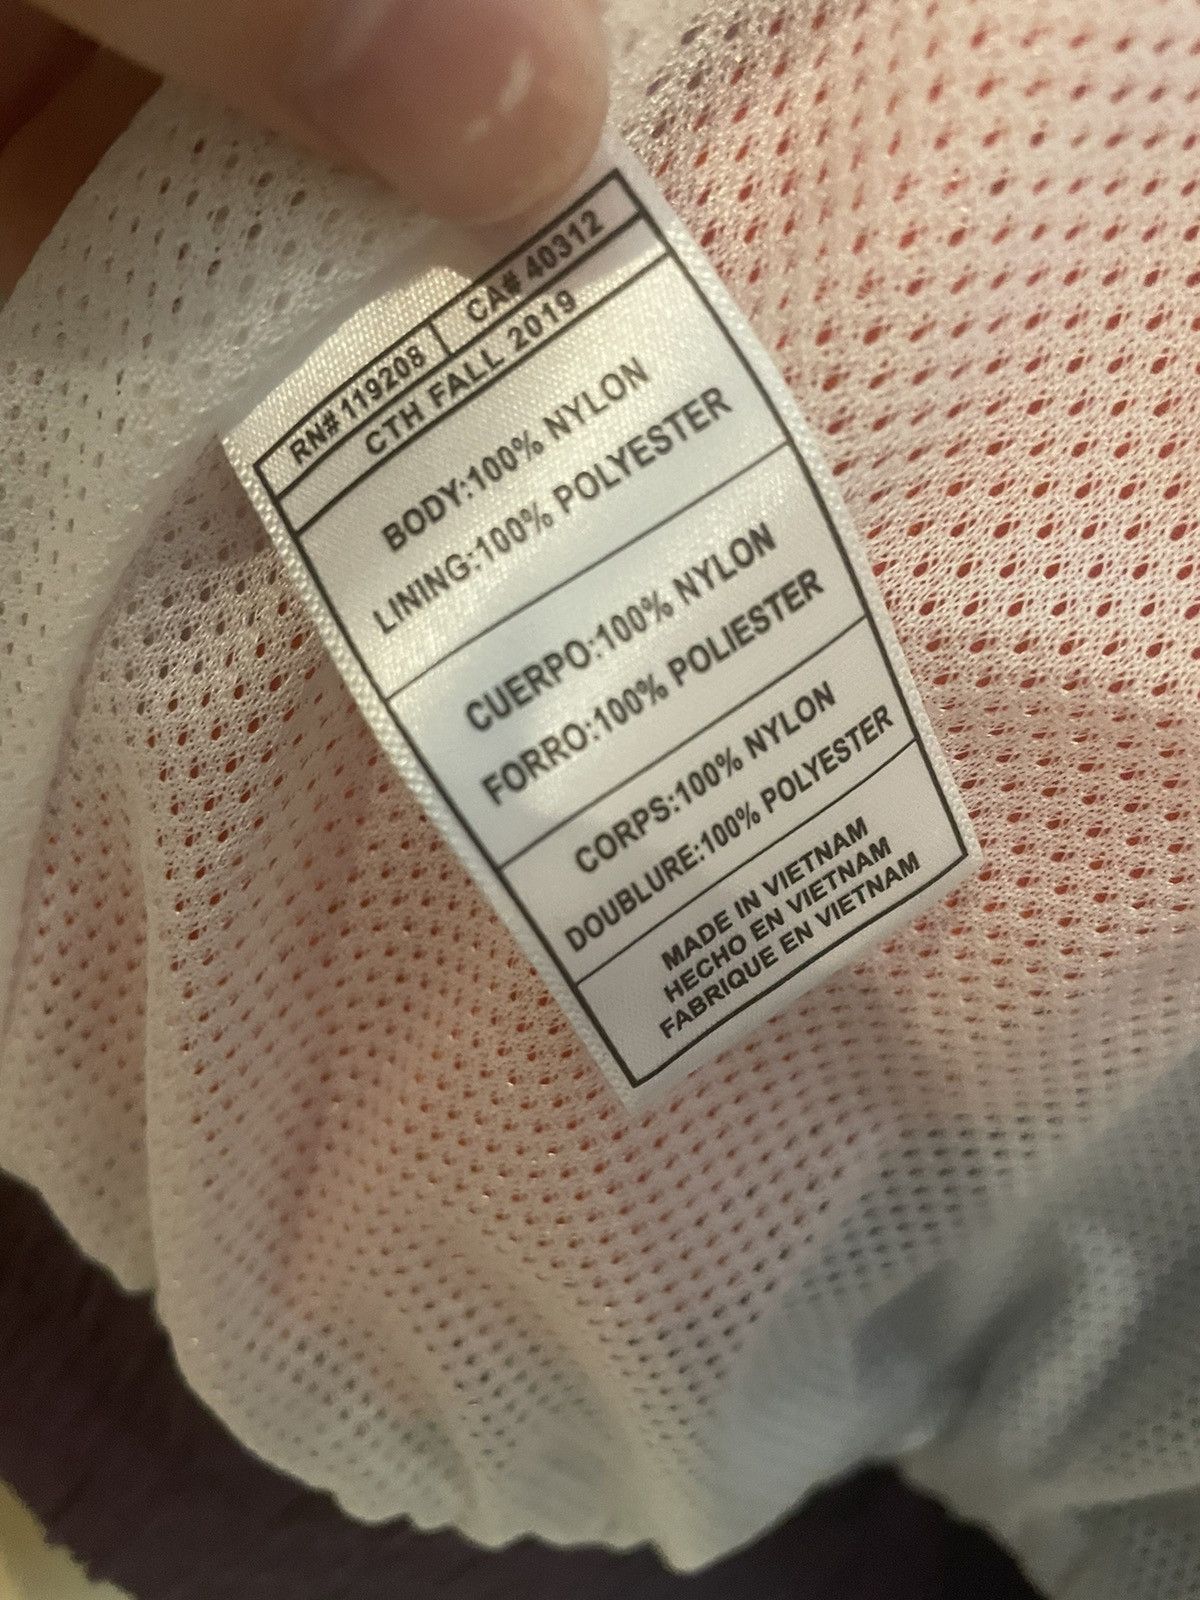 RN# 119208 CA# 40312
CTH FALL 2019
BODY:100% NYLON
LINING:100% POLYESTER
CUERPO:100% NYLON
FORRO:100% POLIESTER
CORPS:100% NYLON
DOUBLURE:100% POLYESTER
MADE IN VIETNAM
HECHO EN VIETNAM
FABRIQUE EN VIETNAM